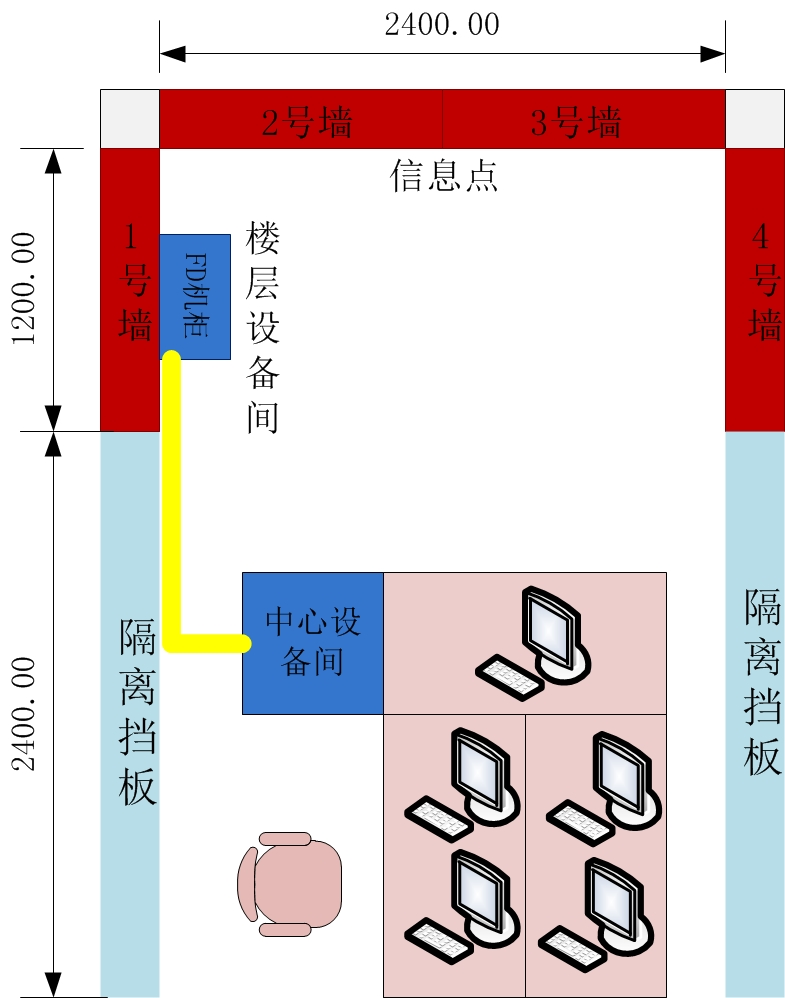 2400.00
2号墙
3号墙
信息点
1号墙
4号墙
1200.00
FD机柜
楼层设备间
中心设
备间
隔离挡板
隔离挡板
2400.00